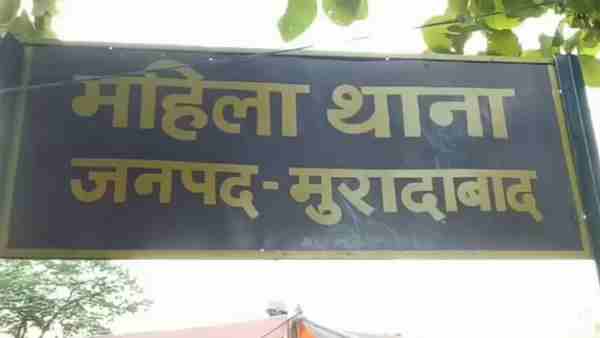 महिला थाना
जनपद - मुरादाबाद